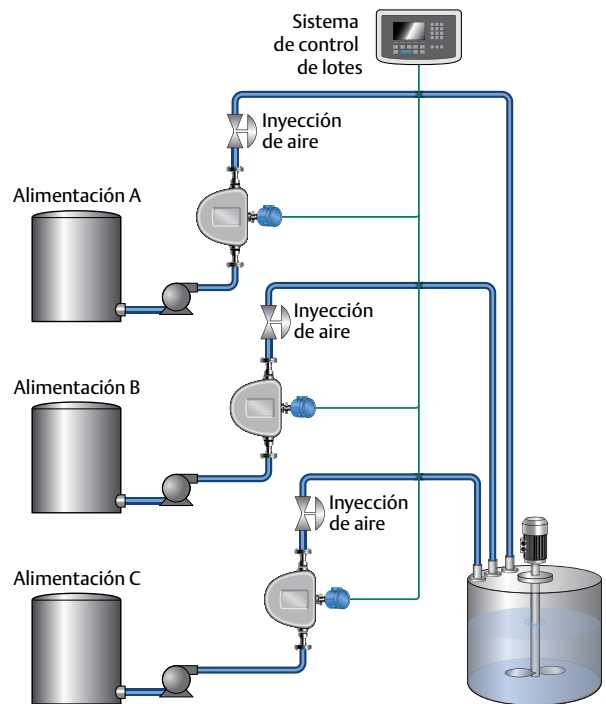 Sistema
de control
de lotes
Inyección
de aire
Alimentación A
Inyección
de aire
Alimentación B
Inyección
de aire
Alimentación C